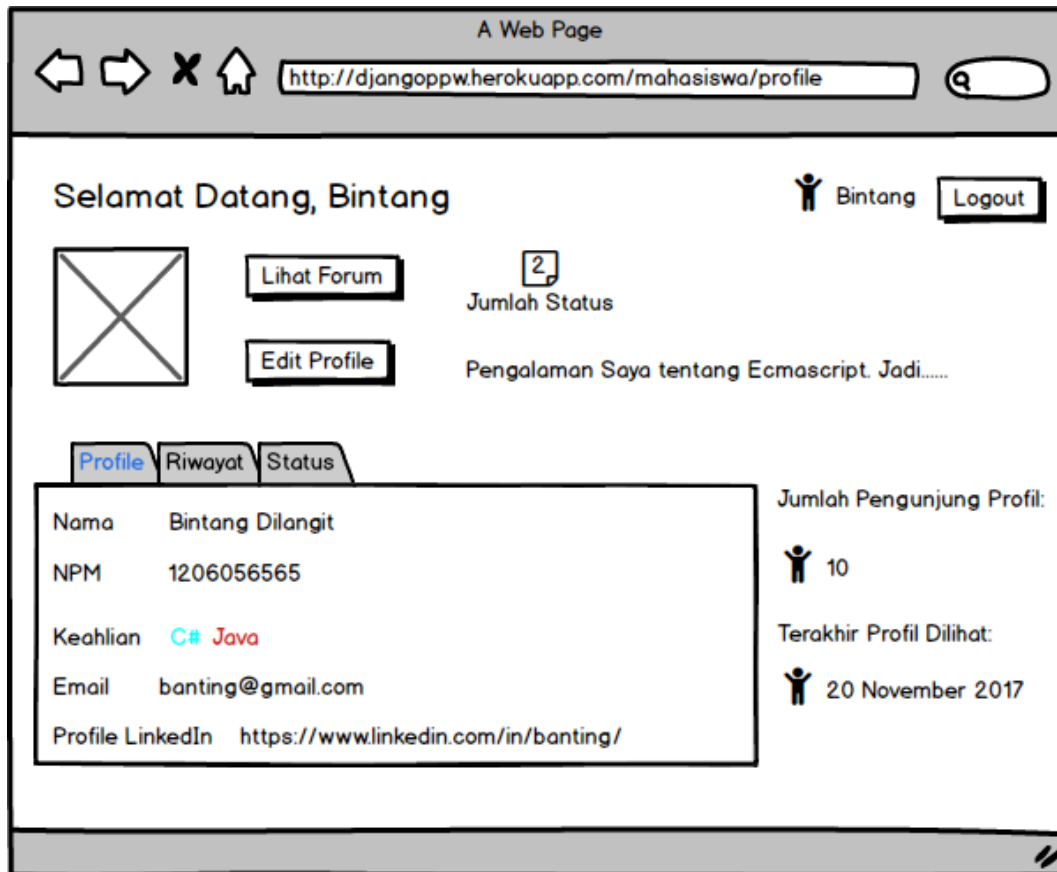 A Web Page
http://djangoppw.herokuapp.com/mahasiswa/profile
Selamat Datang, Bintang
Bintang
Logout
Lihat Forum
2
Jumlah Status
Edit Profile
Pengalaman Saya tentang Ecmascript. Jadi......
Profile Riwayat Status
Nama Bintang Dilangit
NPM 1206056565
Keahlian C# Java
Email banting@gmail.com
Profile LinkedIn https://www.linkedin.com/in/banting/
Jumlah Pengunjung Profil:
10
Terakhir Profil Dilihat:
20 November 2017